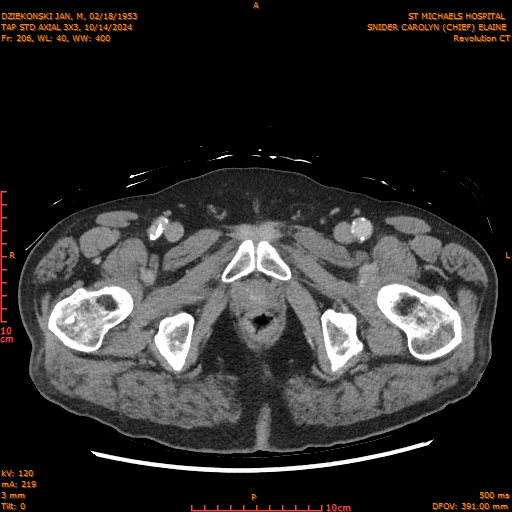 A
DZIEKONSKI JAN, M, 02/18/1953
TAP STD AXIAL 3X3, 10/14/2024
Fr: 206, WL: 40, WW: 400
ST MICHAELS HOSPITAL
SNIDER CAROLYN (CHIEF) ELAINE
Revolution CT
R
L
10
cm
kV: 120
mA: 219
3 mm
Tilt: 0
P
10cm
500 ms
DFOV: 391.00 mm